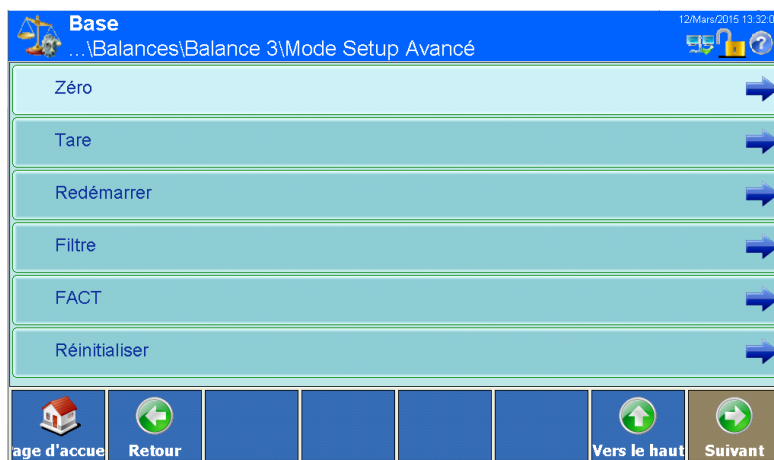 Base
12/Mars/2015 13:32:0
...\Balances\Balance 3\Mode Setup Avancé
Zéro
Tare
Redémarrer
Filtre
FACT
Réinitialiser
age d'accue
Retour
Vers le haut
Suivant